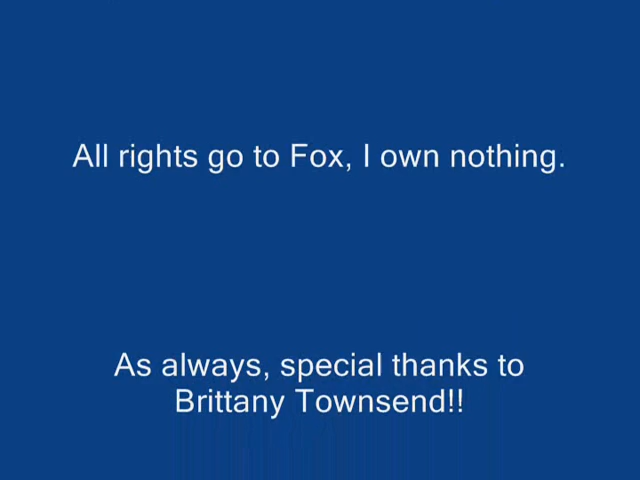 All rights go to Fox, I own nothing.
As always, special thanks to
Brittany Townsend!!